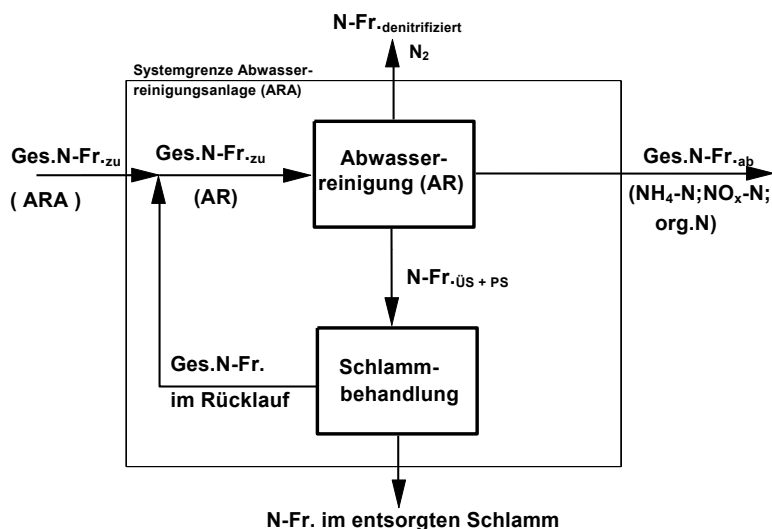 N-Fr.denitrifiziert
N₂
Systemgrenze Abwasser-
reinigungsanlage (ARA)
Ges.N-Fr.zu
( ARA )
Ges.N-Fr.zu
(AR)
Abwasser-
reinigung (AR)
Ges.N-Fr.ab
(NH₄-N;NOₓ-N;
org.N)
N-Fr.ÜS + PS
Ges.N-Fr.
im Rücklauf
Schlamm-
behandlung
N-Fr. im entsorgten Schlamm